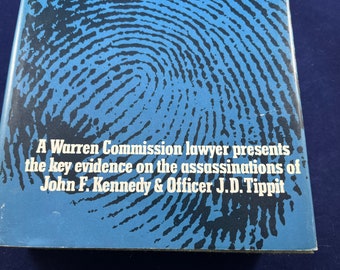 A Warren Commission lawyer presents
the key evidence on the assassinations of
John F. Kennedy & Officer J.D. Tippit